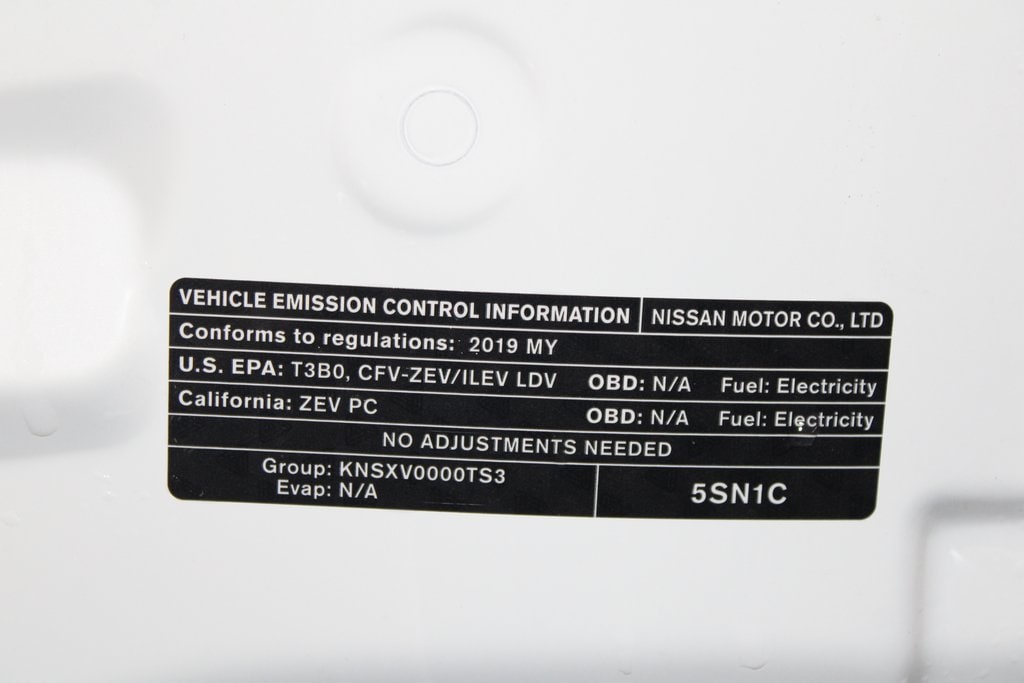 VEHICLE EMISSION CONTROL INFORMATION NISSAN MOTOR CO., LTD
Conforms to regulations: 2019 MY
U.S. EPA: T3B0, CFV-ZEV/ILEV LDV OBD: N/A Fuel: Electricity
California: ZEV PC OBD: N/A Fuel: Electricity
NO ADJUSTMENTS NEEDED
Group: KNSXV0000TS3
Evap: N/A
5SN1C